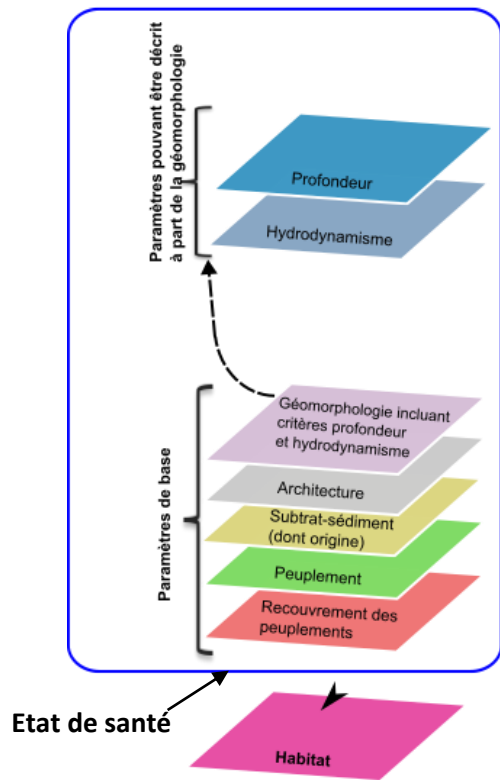 Paramètres pouvant être décrit
à part de la géomorphologie
Profondeur
Hydrodynamisme
Paramètres de base
Géomorphologie incluant
critères profondeur
et hydrodynamisme
Architecture
Subtrat-sédiment
(dont origine)
Peuplement
Recouvrement des
peuplements
Etat de santé
Habitat